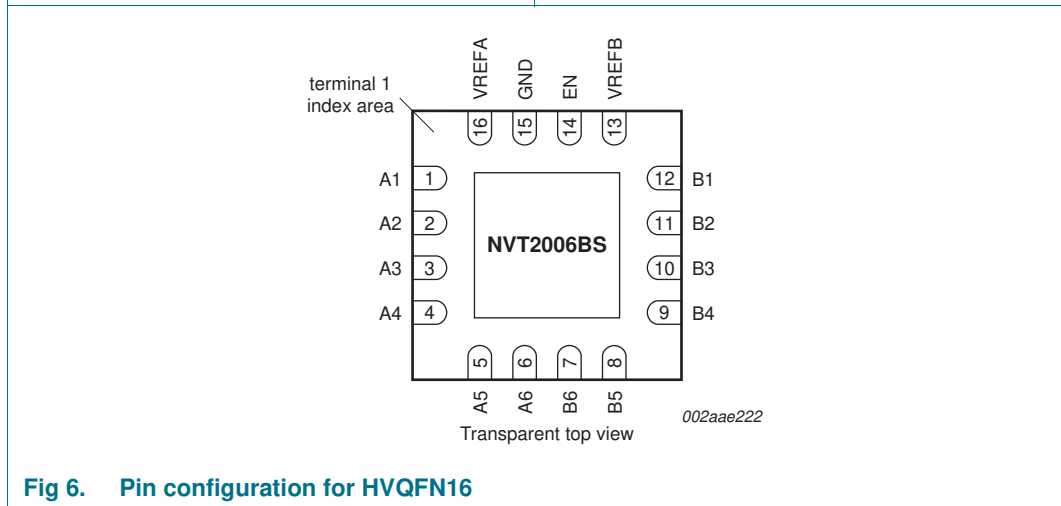 VREFA GND EN VREFB
terminal 1
index area
16 15 14 13
A1 1 12 B1
A2 2 11 B2
NVT2006BS
A3 3 10 B3
A4 4 9 B4
5 6 7 8
A5 A6 B6 B5
002aae222
Transparent top view
Fig 6. Pin configuration for HVQFN16